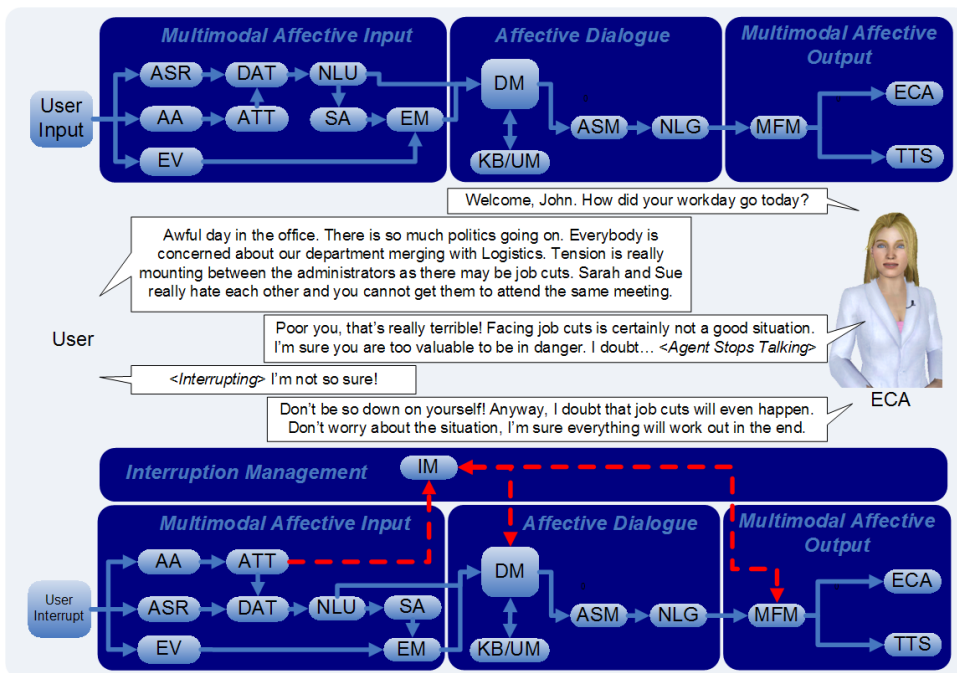 Multimodal Affective Input
Affective Dialogue
Multimodal Affective
Output
User
Input
ASR
DAT
NLU
AA
ATT
SA
EM
EV
DM
KB/UM
ASM
NLG
MFM
ECA
TTS
Welcome, John. How did your workday go today?
Awful day in the office. There is so much politics going on. Everybody is
concerned about our department merging with Logistics. Tension is really
mounting between the administrators as there may be job cuts. Sarah and Sue
really hate each other and you cannot get them to attend the same meeting.
User
Poor you, that's really terrible! Facing job cuts is certainly not a good situation.
I'm sure you are too valuable to be in danger. I doubt… <Agent Stops Talking>
<Interrupting> I'm not so sure!
ECA
Don't be so down on yourself! Anyway, I doubt that job cuts will even happen.
Don't worry about the situation, I'm sure everything will work out in the end.
Interruption Management
IM
Multimodal Affective Input
Affective Dialogue
Multimodal Affective
Output
User
Interrupt
AA
ATT
ASR
DAT
NLU
SA
EV
EM
DM
KB/UM
ASM
NLG
MFM
ECA
TTS